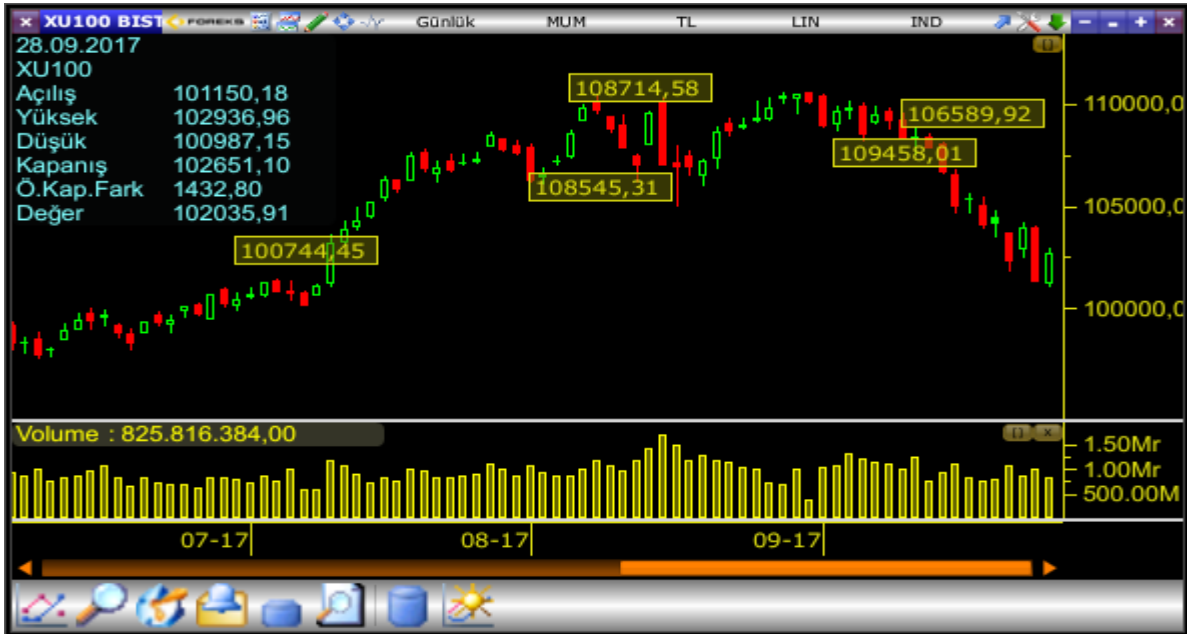 XU100 BIST FOREKS Günlük MUM TL LIN IND
28.09.2017
XU100
Açılış 101150,18
Yüksek 102936,96
Düşük 100987,15
Kapanış 102651,10
Ö.Kap.Fark 1432,80
Değer 102035,91
108714,58
110000,0
106589,92
109458,01
108545,31
105000,0
100744,45
100000,0
Volume : 825.816.384,00
1.50Mr
1.00Mr
500.00M
07-17 08-17 09-17